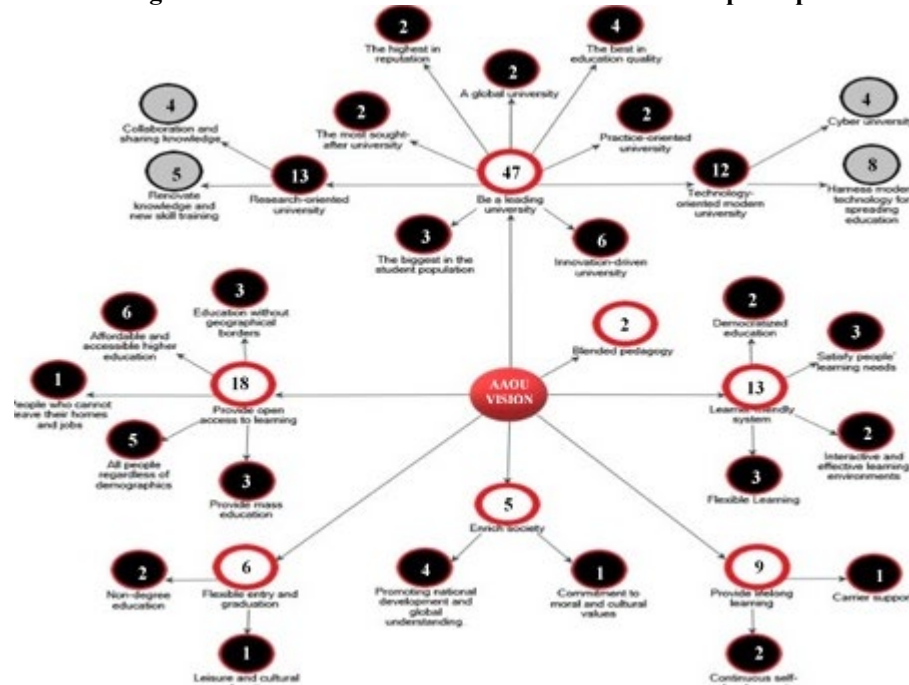 2
The highest in
reputation
4
The best in
education quality
2
A global university
4
Collaboration and
sharing knowledge
2
The most sought-
after university
2
Practice-oriented
university
4
Cyber university
5
Renovate
knowledge and
new skill training
13
Research-oriented
university
47
Be a leading
university
12
Technology-
oriented modern
university
8
Harness modern
technology for
spreading
education
3
The biggest in the
student population
6
Innovation-driven
university
3
Education without
geographical
borders
6
Affordable and
accessible higher
education
2
Blended pedagogy
2
Democratized
education
3
Satisfy people'
learning needs
1
People who cannot
leave their homes
and jobs
18
Provide open
access to learning
AAOU
VISION
13
Learner-friendly
system
5
All people
regardless of
demographics
3
Provide mass
education
3
Flexible Learning
2
Interactive and
effective learning
environments
5
Enrich society
2
Non-degree
education
6
Flexible entry and
graduation
4
Promoting national
development and
global
understanding.
1
Commitment to
moral and cultural
values
9
Provide lifelong
learning
1
Carrier support
1
Leisure and cultural
2
Continuous self-